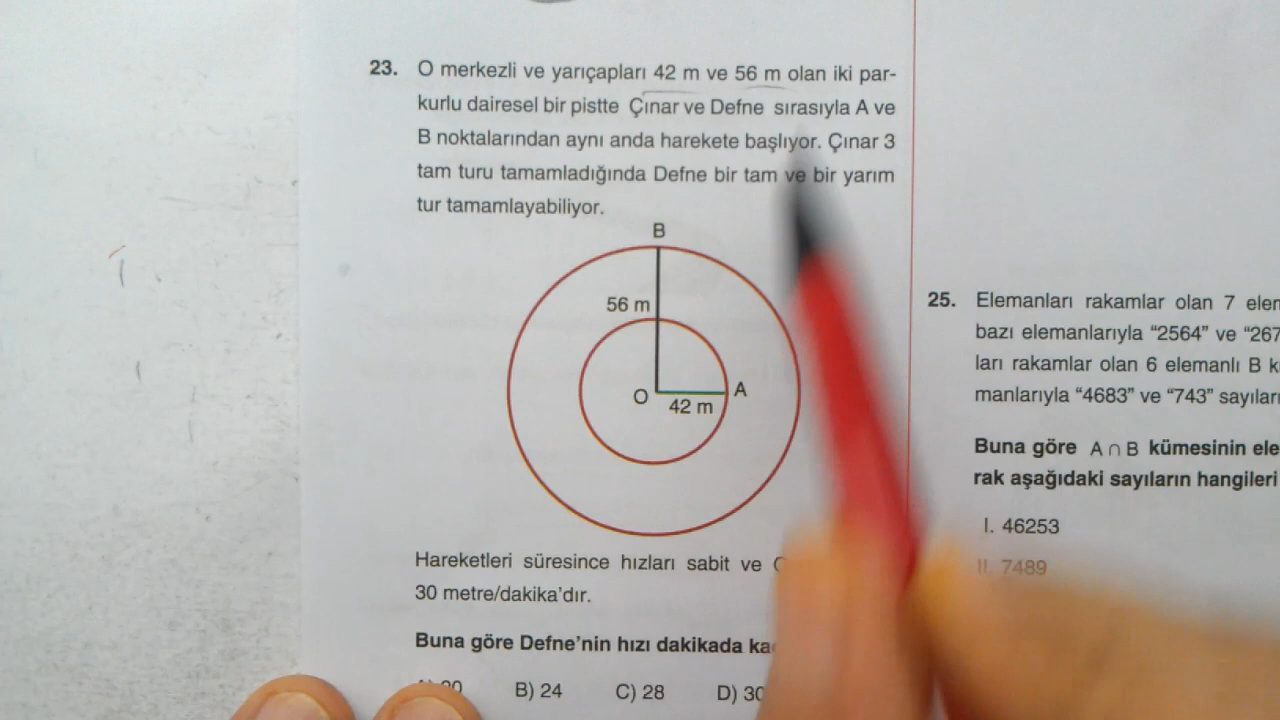 23. O merkezli ve yarıçapları 42 m ve 56 m olan iki par-
kurlu dairesel bir pistte Çınar ve Defne sırasıyla A ve
B noktalarından aynı anda harekete başlıyor. Çınar 3
tam turu tamamladığında Defne bir tam ve bir yarım
tur tamamlayabiliyor.
B
56 m
O
A
42 m
Hareketleri süresince hızları sabit ve
30 metre/dakika'dır.
Buna göre Defne'nin hızı dakikada
B) 24 C) 28 D) 30
25. Elemanları rakamlar olan 7
bazı elemanlarıyla “2564” ve
ları rakamlar olan 6 elemanlı B
manlarıyla “4683” ve “743”
Buna göre A ∩ B kümesinin
rak aşağıdaki sayıların hangileri
I. 46253
II. 7489